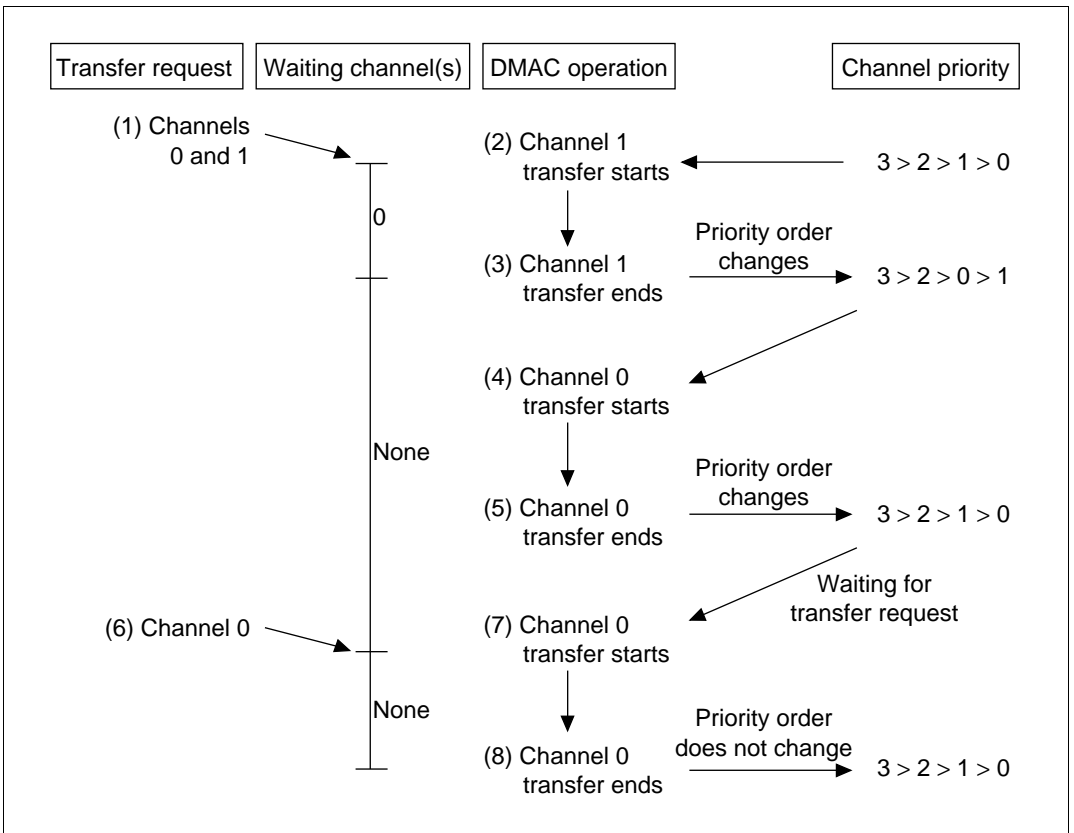 Transfer request
Waiting channel(s)
DMAC operation
Channel priority
(1) Channels
0 and 1
(2) Channel 1
transfer starts
3 > 2 > 1 > 0
0
Priority order
changes
(3) Channel 1
transfer ends
3 > 2 > 0 > 1
(4) Channel 0
transfer starts
None
Priority order
changes
(5) Channel 0
transfer ends
3 > 2 > 1 > 0
Waiting for
transfer request
(6) Channel 0
(7) Channel 0
transfer starts
None
Priority order
does not change
(8) Channel 0
transfer ends
3 > 2 > 1 > 0